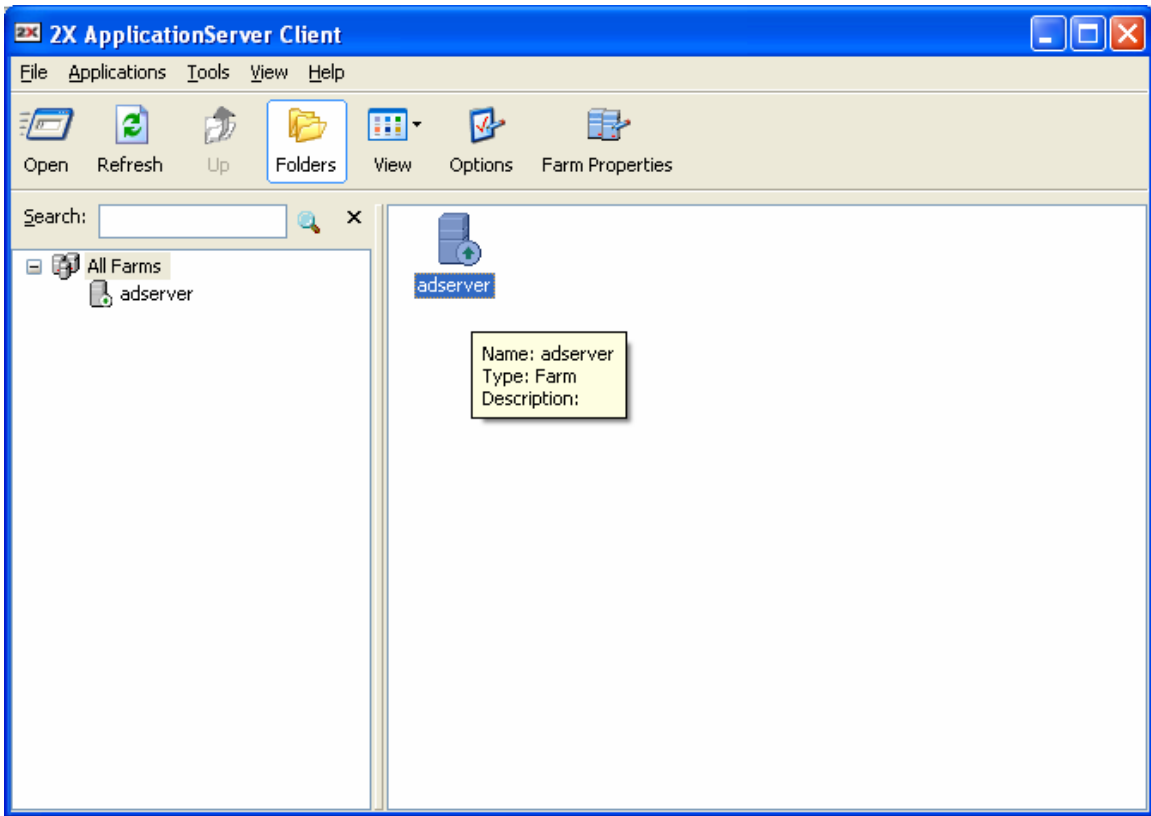 2X 2X ApplicationServer Client
File Applications Tools View Help
Open Refresh Up Folders View Options Farm Properties
Search:
All Farms
adserver
adserver
Name: adserver
Type: Farm
Description: